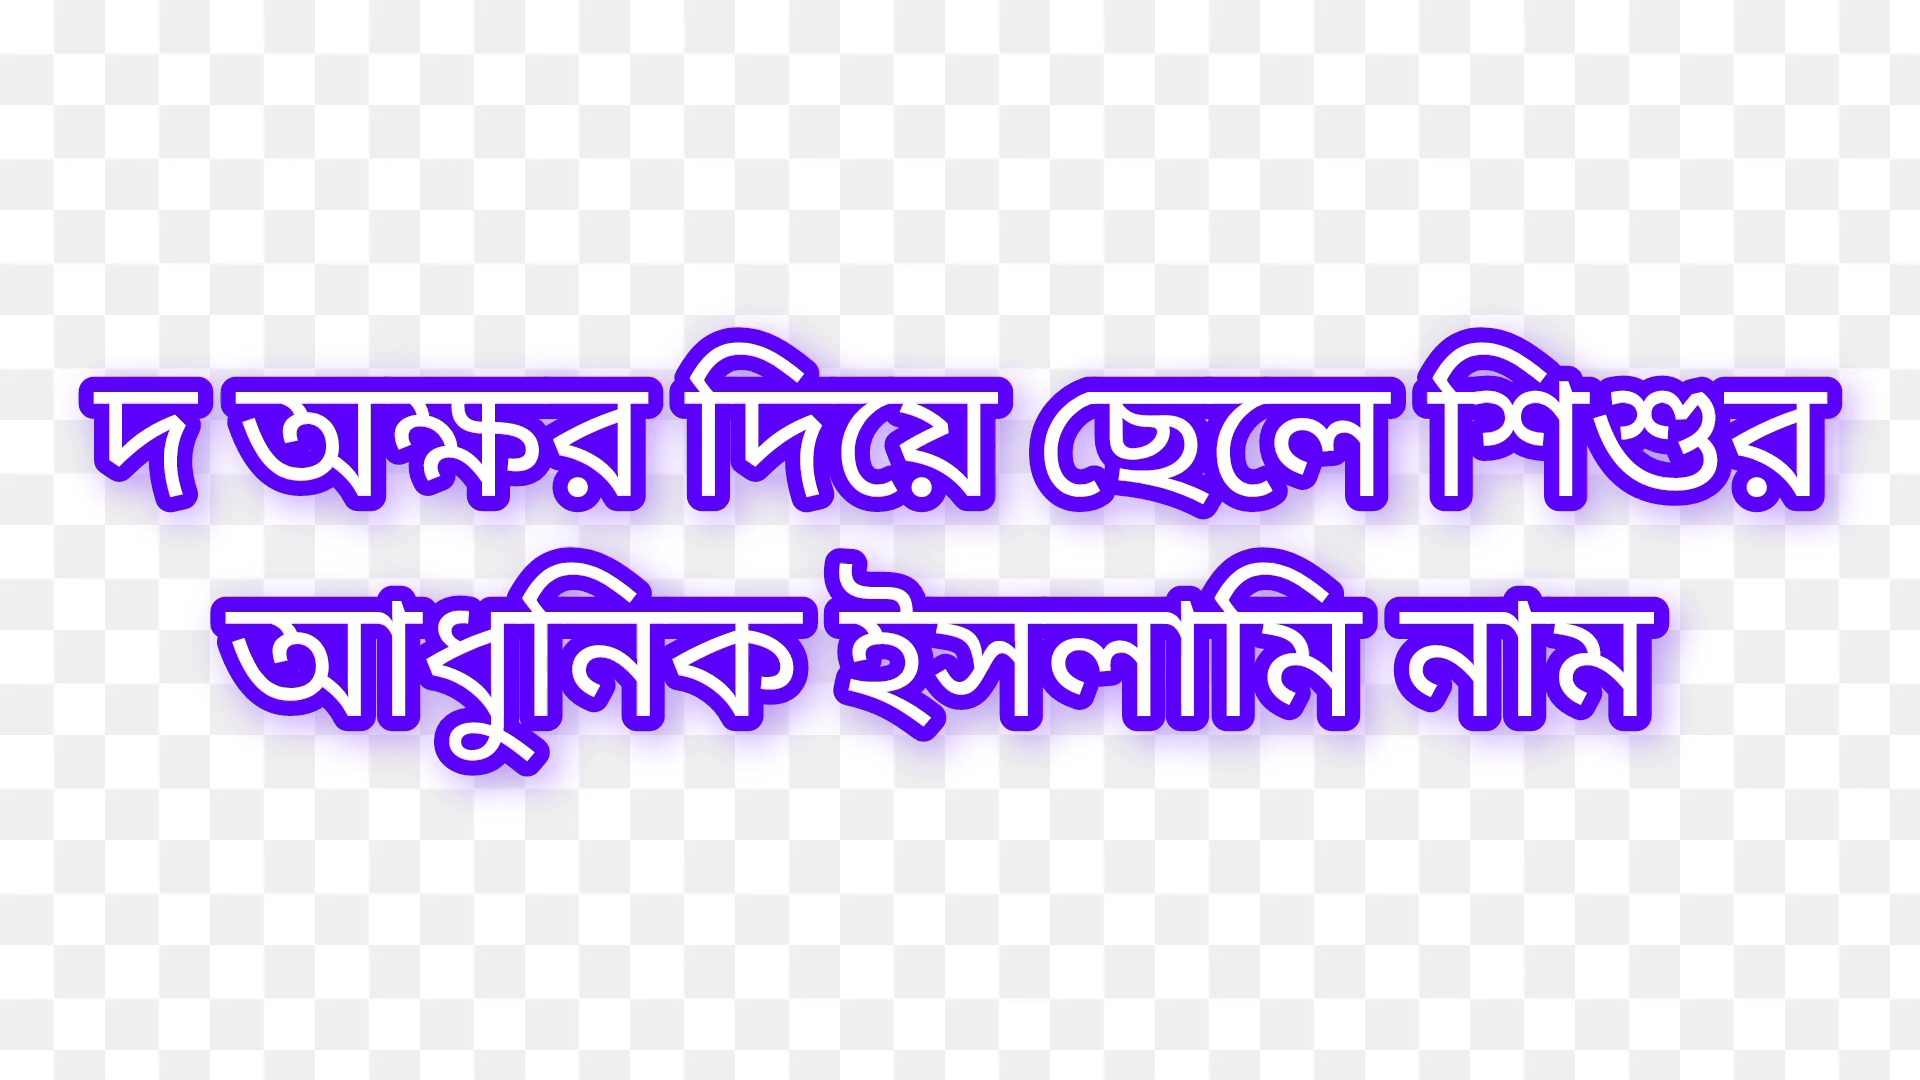 দ অক্ষর দিয়ে ছেলে শিশুর
আধুনিক ইসলামি নাম